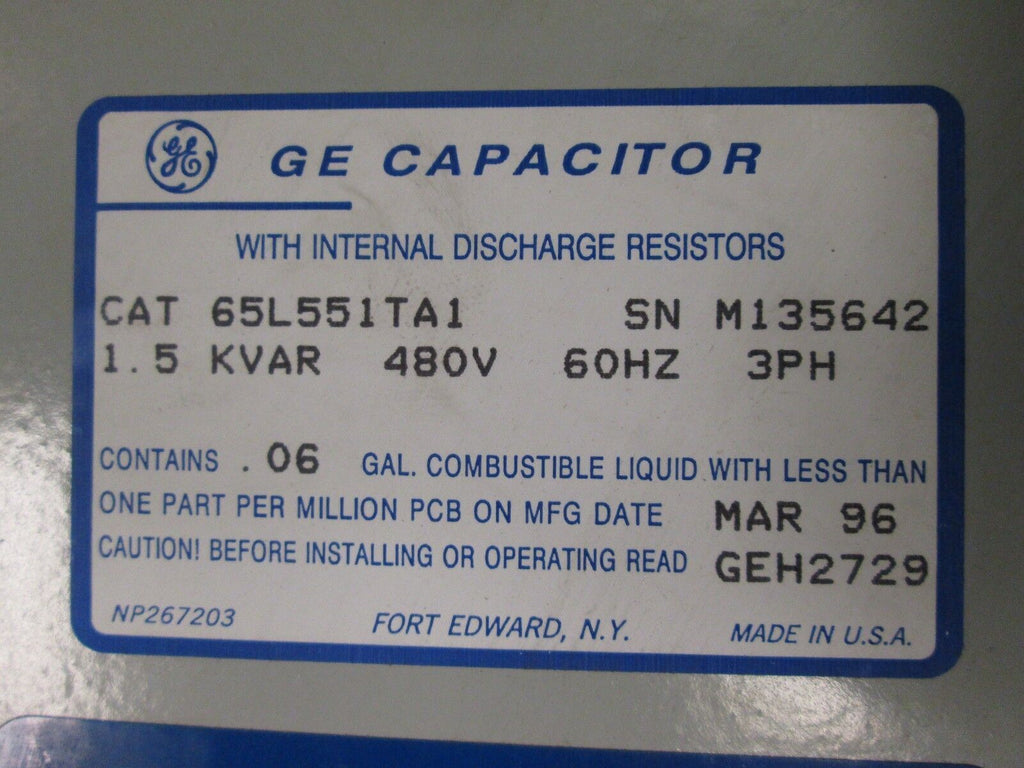 GE GE CAPACITOR
WITH INTERNAL DISCHARGE RESISTORS
CAT 65L551TA1 SN M135642
1.5 KVAR 480V 60HZ 3PH
CONTAINS .06 GAL. COMBUSTIBLE LIQUID WITH LESS THAN
ONE PART PER MILLION PCB ON MFG DATE MAR 96
CAUTION! BEFORE INSTALLING OR OPERATING READ GEH2729
NP267203 FORT EDWARD, N.Y. MADE IN U.S.A.